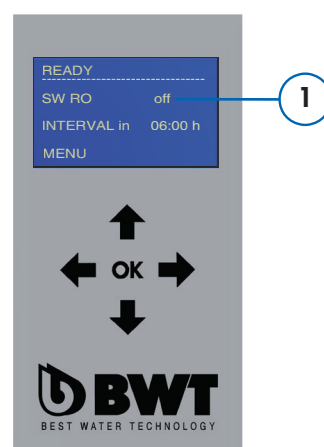 READY
SW RO off
INTERVAL in 06:00 h
MENU
1
OK
BWT
BEST WATER TECHNOLOGY